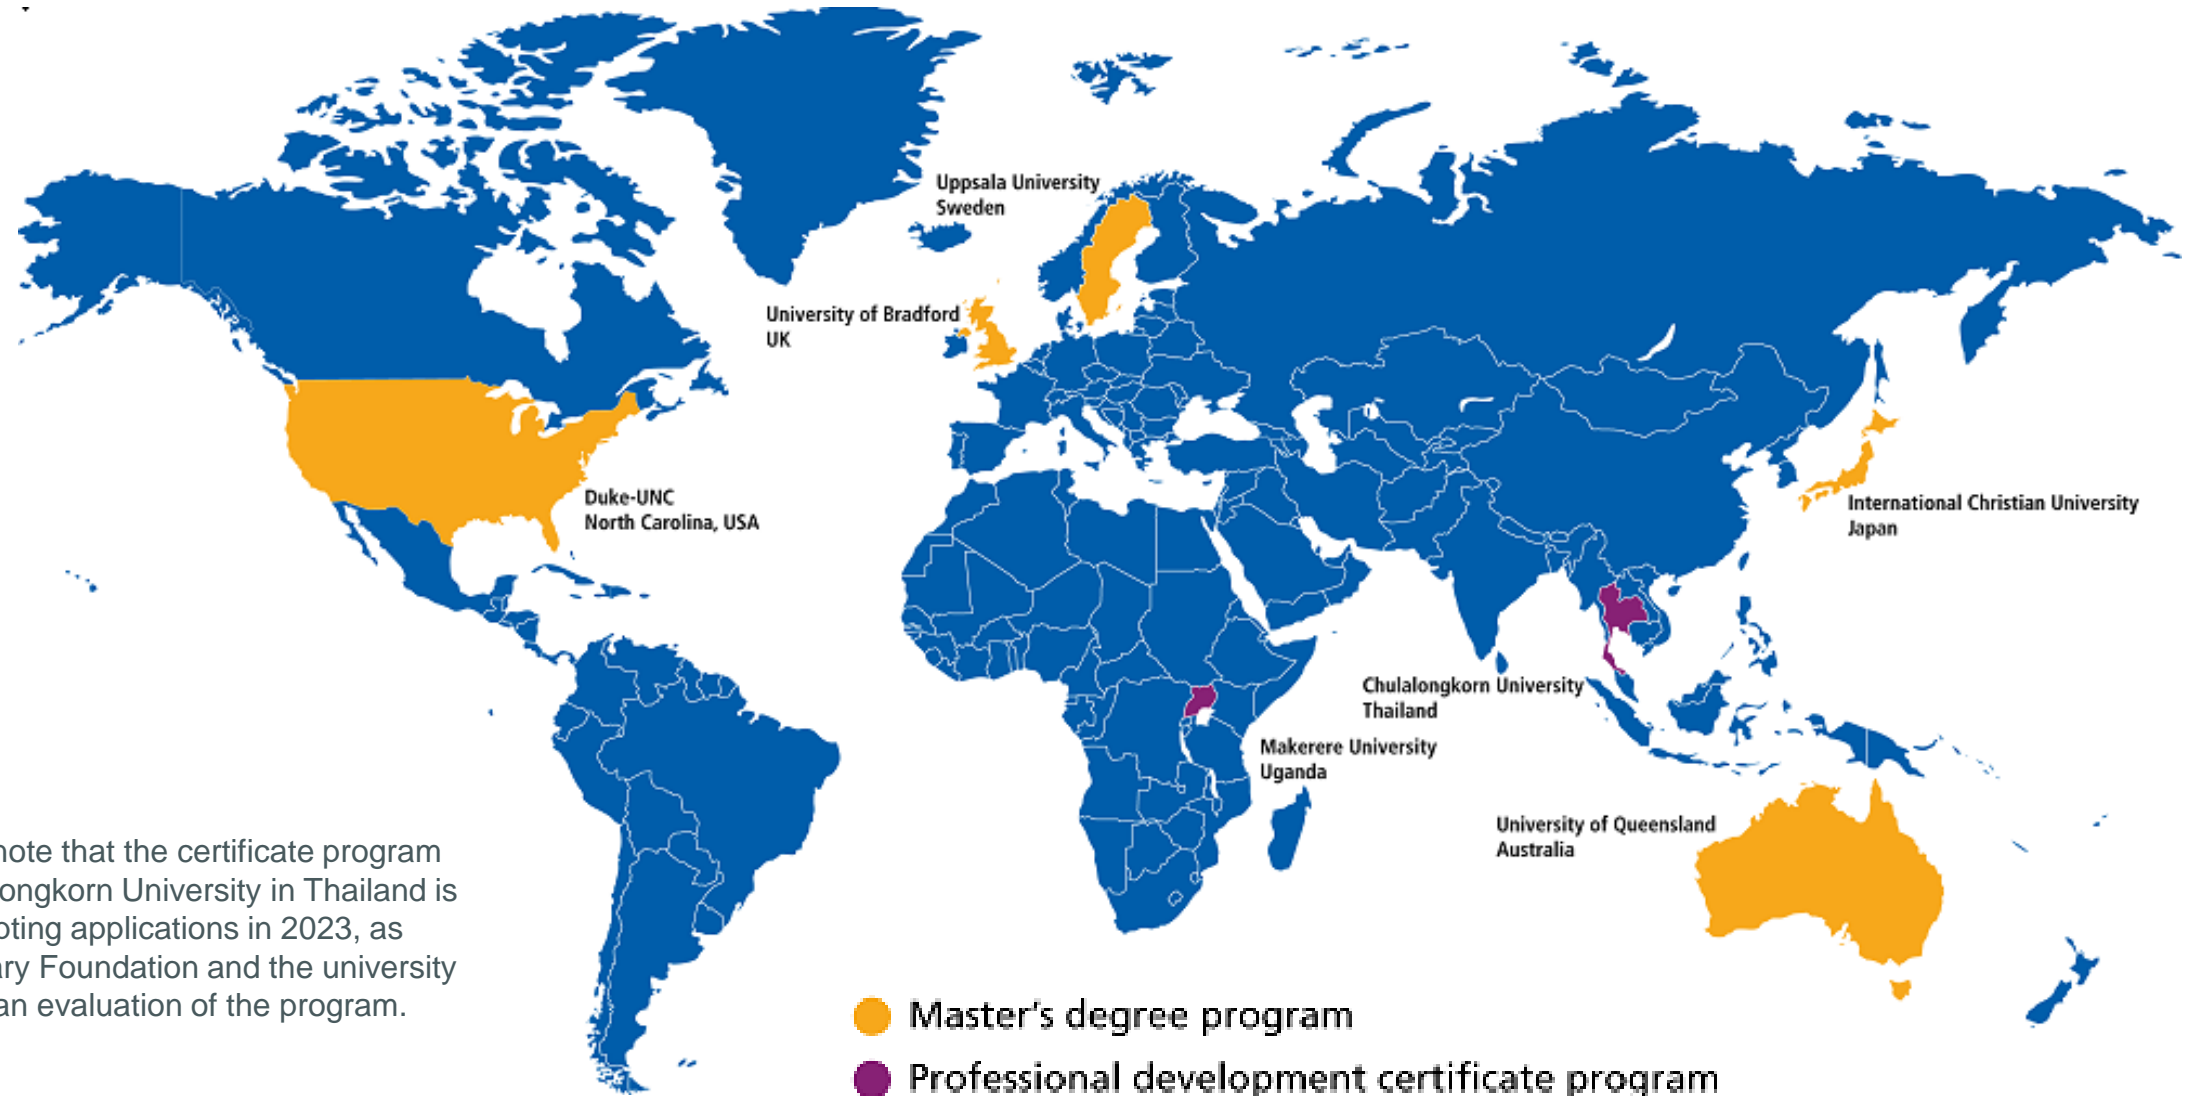 Uppsala University
Sweden
University of Bradford
UK
Duke-UNC
North Carolina, USA
International Christian University
Japan
Chulalongkorn University
Thailand
Makerere University
Uganda
University of Queensland
Australia
note that the certificate program
longkorn University in Thailand is
oting applications in 2023, as
ary Foundation and the university
an evaluation of the program.
Master's degree program
Professional development certificate program